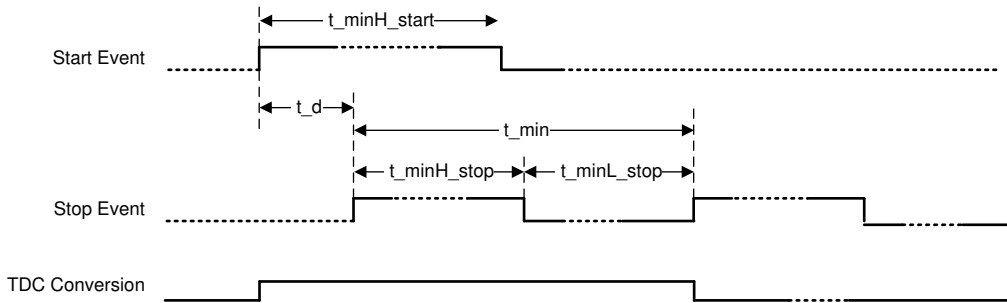 t_minH_start
Start Event
t_d
t_min
t_minH_stop
t_minL_stop
Stop Event
TDC Conversion